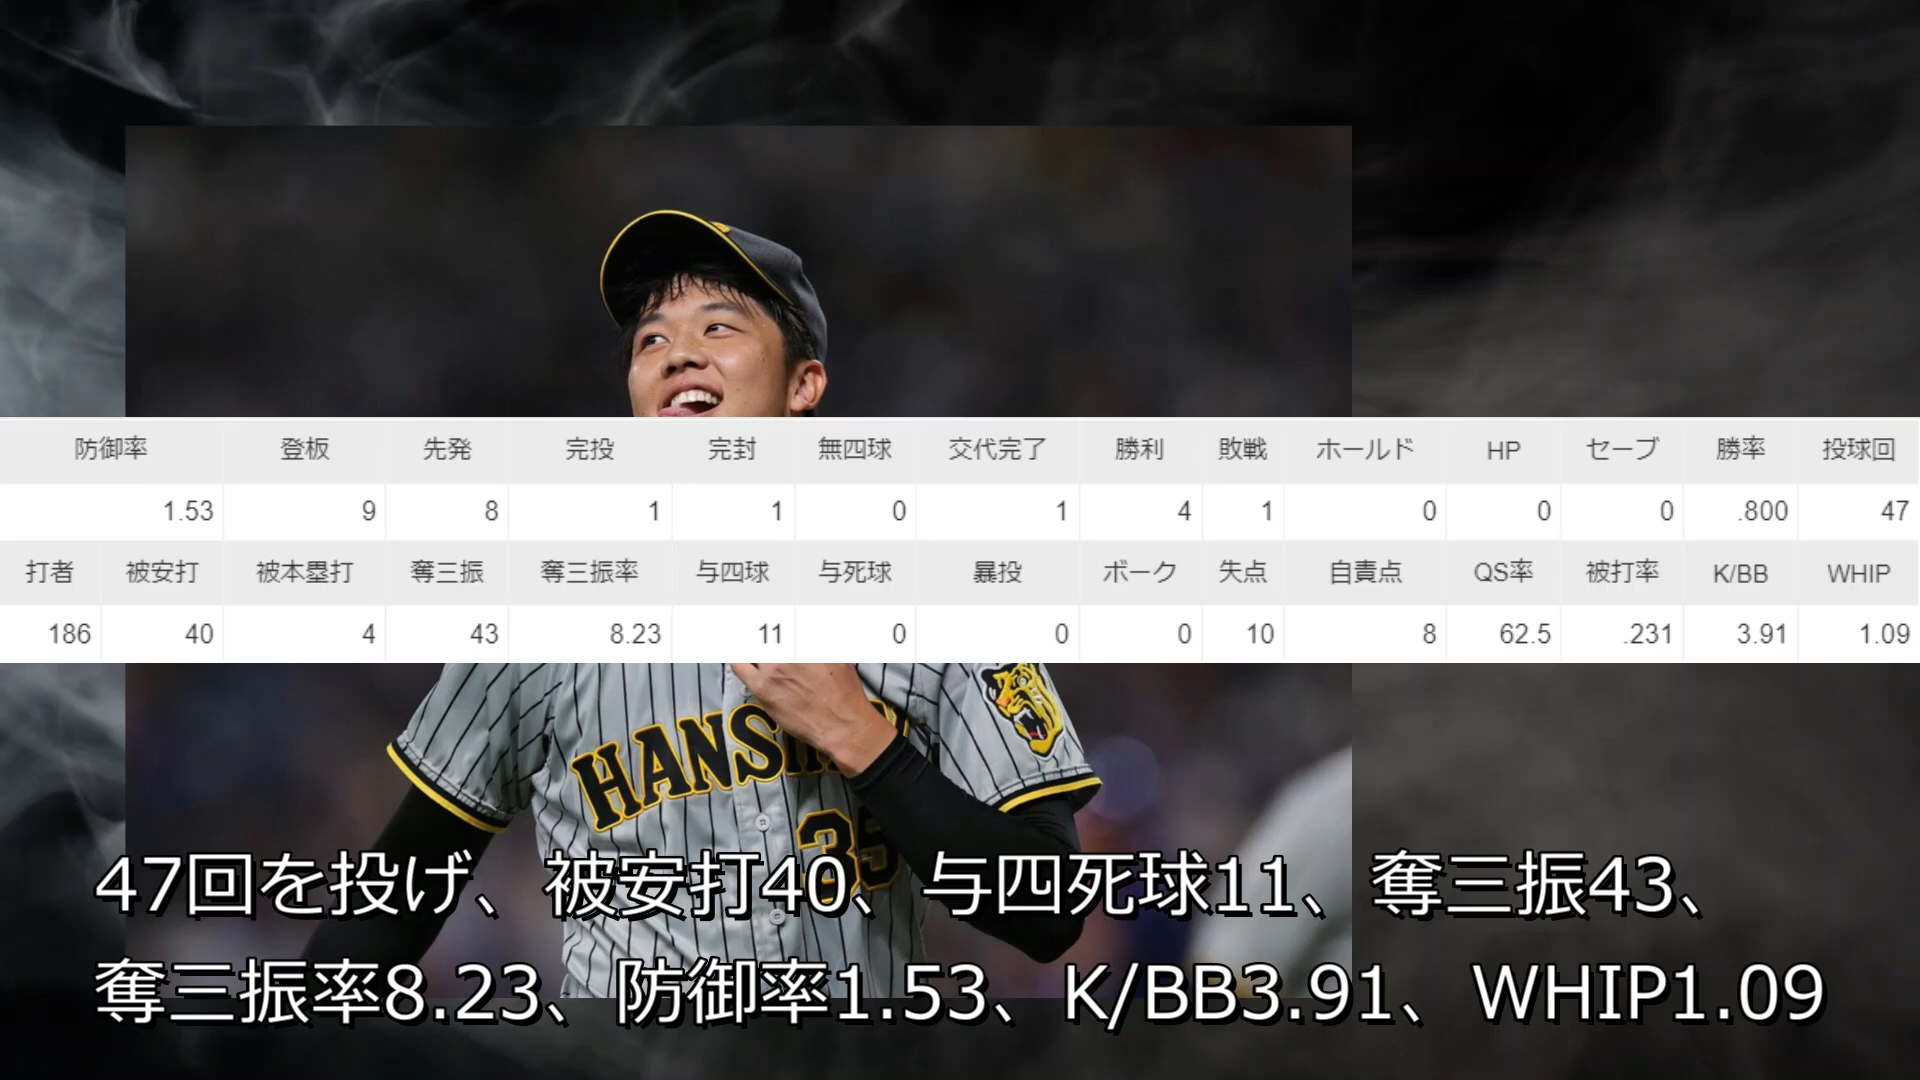 防御率 登板 先発 完投 完封 無四球 交代完了 勝利 敗戦 ホールド HP セーブ 勝率 投球回
1.53 9 8 1 1 0 1 4 1 0 0 0 .800 47
打者 被安打 被本塁打 奪三振 奪三振率 与四球 与死球 暴投 ボーク 失点 自責点 QS率 被打率 K/BB WHIP
186 40 4 43 8.23 11 0 0 0 10 8 62.5 .231 3.91 1.09
HANSHIN
35
47回を投げ、被安打40、与四死球11、奪三振43、
奪三振率8.23、防御率1.53、K/BB3.91、WHIP1.09